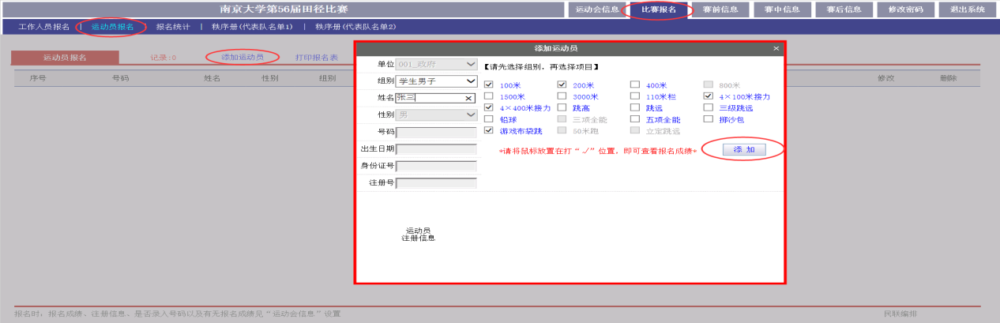 南京大学第56届田径比赛 运动会信息 比赛报名 赛前信息 赛中信息 赛后信息 修改密码 退出系统
工作人员报名 | 运动员报名 | 报名统计 | 秩序册(代表队名单1) | 秩序册(代表队名单2)
运动员报名 记录:0 添加运动员 打印报名表
序号 号码 姓名 性别 组别 修改 删除
添加运动员 ×
单位 001_政府 【请先选择组别，再选择项目】
组别 学生男子
姓名 张三 ×
性别 男
号码
出生日期
身份证号
注册号
100米 200米 400米 800米
1500米 3000米 110米栏 4×100米接力
4×400米接力 跳高 跳远 三级跳远
铅球 三项全能 五项全能 掷沙包
游戏布袋跳 50米跑 立定跳远
*请将鼠标放置在打“√”位置，即可查看报名成绩* 添 加
运动员
注册信息
报名时，报名成绩、注册信息、是否录入号码以及有无报名成绩见“运动会信息”设置 民联编排